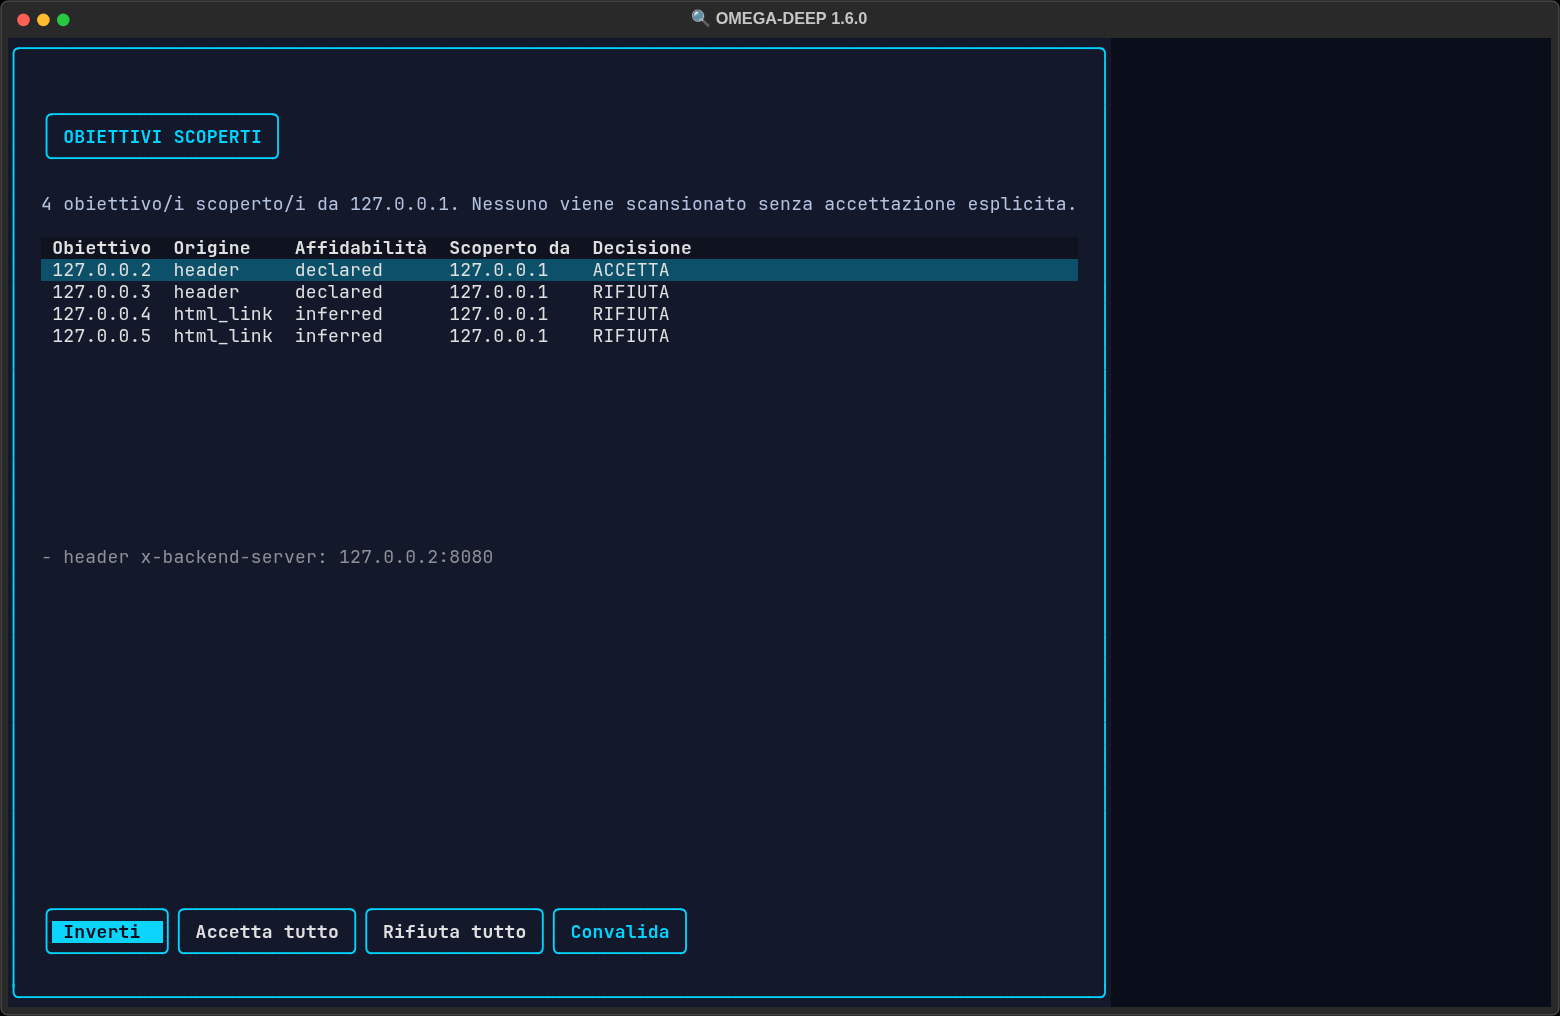 🔍 OMEGA-DEEP 1.6.0
OBIETTIVI SCOPERTI
4 obiettivo/i scoperto/i da 127.0.0.1. Nessuno viene scansionato senza accettazione esplicita.
Obiettivo Origine Affidabilità Scoperto da Decisione
127.0.0.2 header declared 127.0.0.1 ACCETTA
127.0.0.3 header declared 127.0.0.1 RIFIUTA
127.0.0.4 html_link inferred 127.0.0.1 RIFIUTA
127.0.0.5 html_link inferred 127.0.0.1 RIFIUTA
- header x-backend-server: 127.0.0.2:8080
Inverti Accetta tutto Rifiuta tutto Convalida